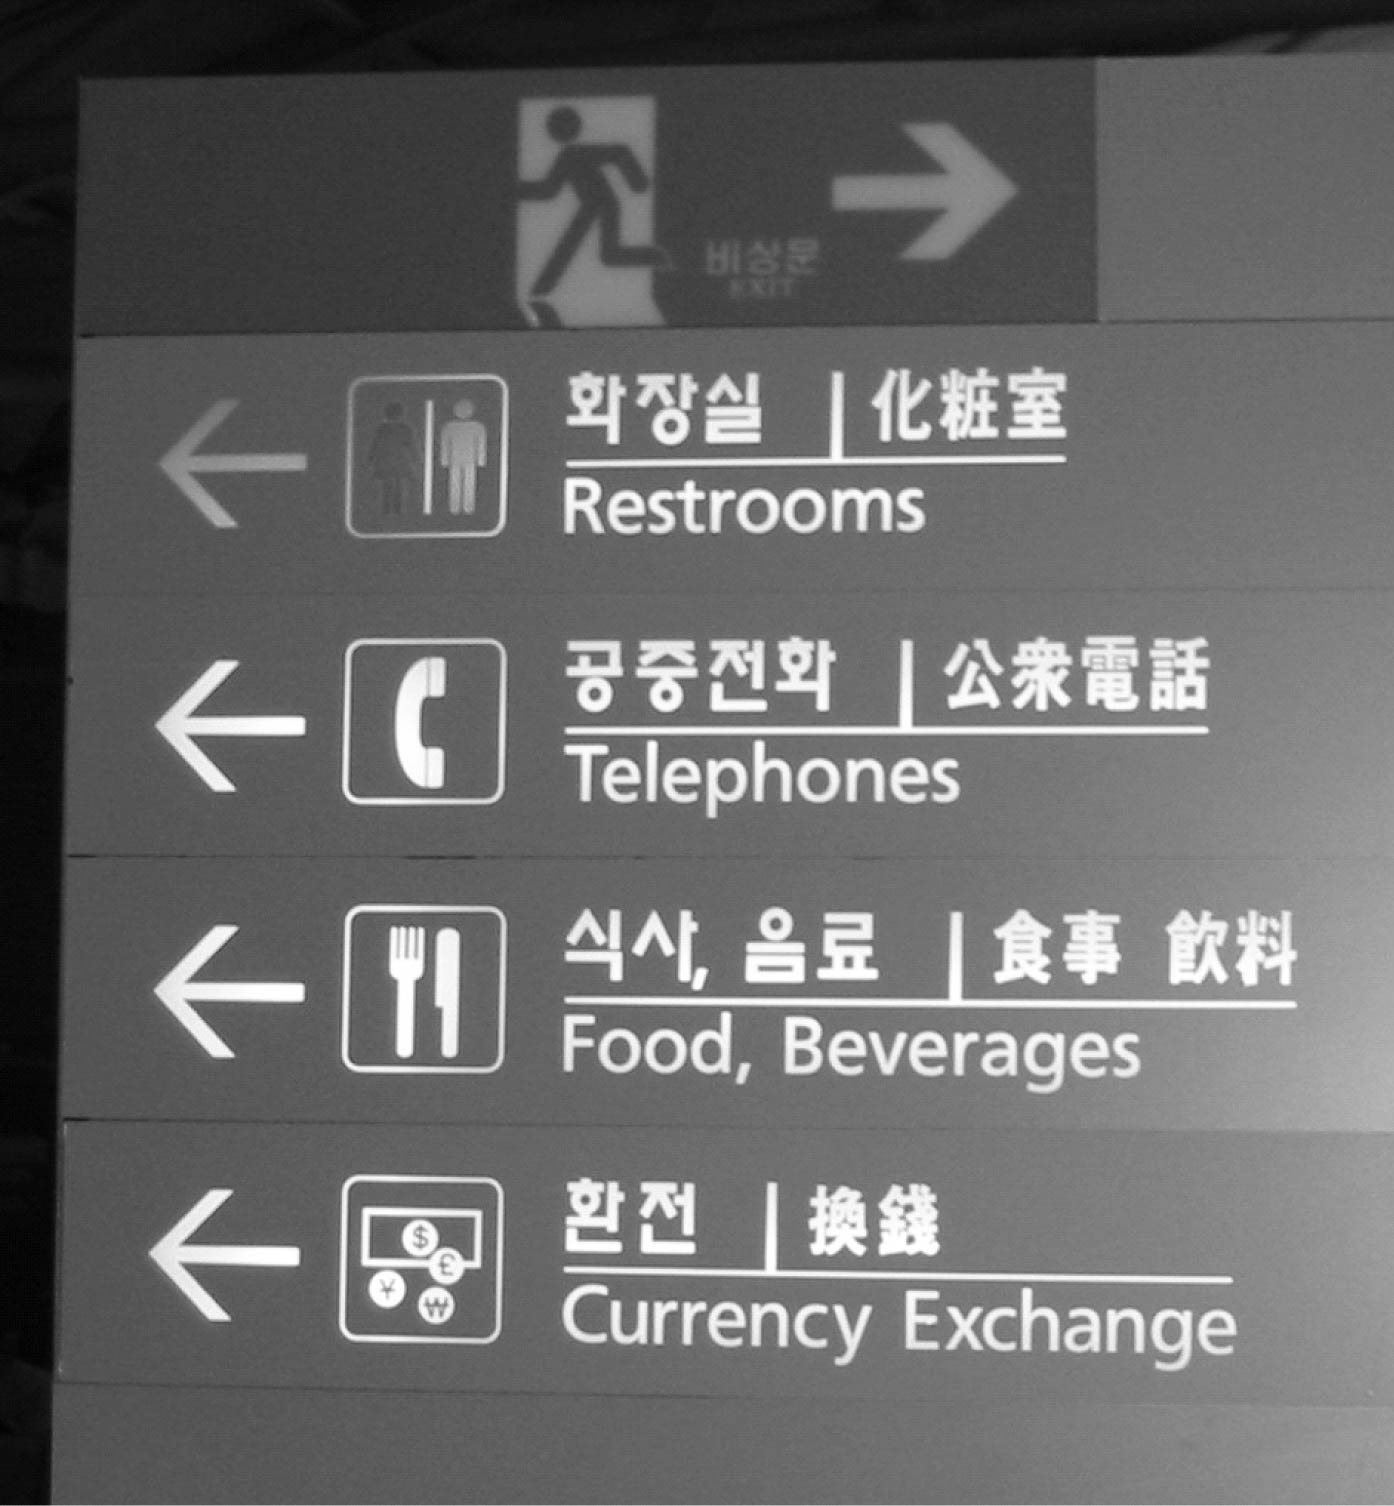 비상문
EXIT
화장실 | 化粧室
Restrooms
공중전화 | 公衆電話
Telephones
식사, 음료 | 食事 飮料
Food, Beverages
환전 | 換錢
$ £ ¥ ₩
Currency Exchange